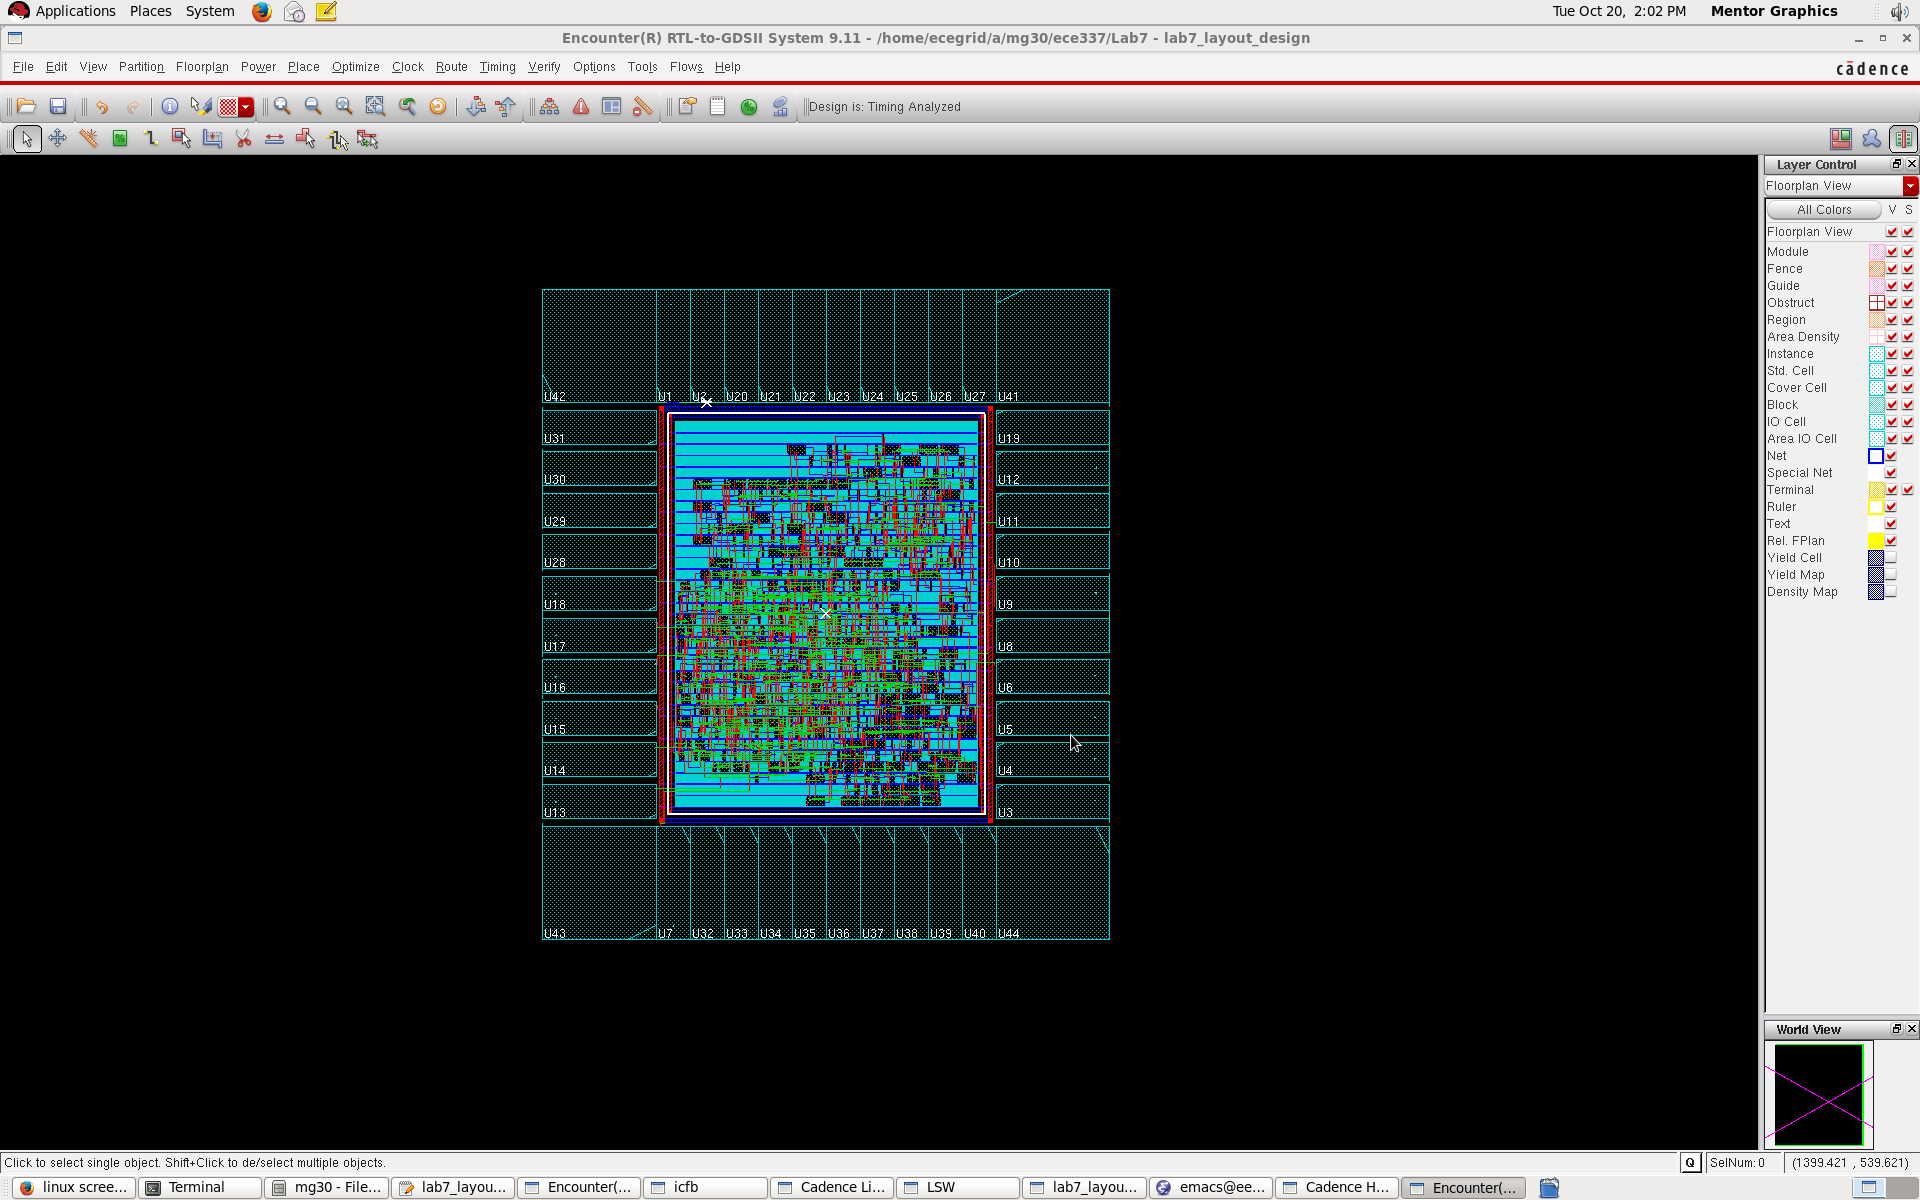 Applications Places System Tue Oct 20, 2:02 PM Mentor Graphics
Encounter(R) RTL-to-GDSII System 9.11 - /home/ecegrid/a/mg30/ece337/Lab7 - lab7_layout_design
File Edit View Partition Floorplan Power Place Optimize Clock Route Timing Verify Options Tools Flows Help
cādence
Design is: Timing Analyzed
Layer Control
Floorplan View
All Colors V S
Floorplan View
Module
Fence
Guide
Obstruct
Region
Area Density
Instance
Std. Cell
Cover Cell
Block
IO Cell
Area IO Cell
Net
Special Net
Terminal
Ruler
Text
Rel. FPlan
Yield Cell
Yield Map
Density Map
U42 U1 U2 U20 U21 U22 U23 U24 U25 U26 U27 U41
U31 U19
U30 U12
U29 U11
U28 U10
U18 U9
U17 U8
U16 U6
U15 U5
U14 U4
U13 U3
U43 U7 U32 U33 U34 U35 U36 U37 U38 U39 U40 U44
World View
Click to select single object. Shift+Click to de/select multiple objects. Q SelNum: 0 (1399.421 , 539.621)
linux scree... Terminal mg30 - File... lab7_layou... Encounter(... icfb Cadence Li... LSW lab7_layou... emacs@ee... Cadence H... Encounter(...